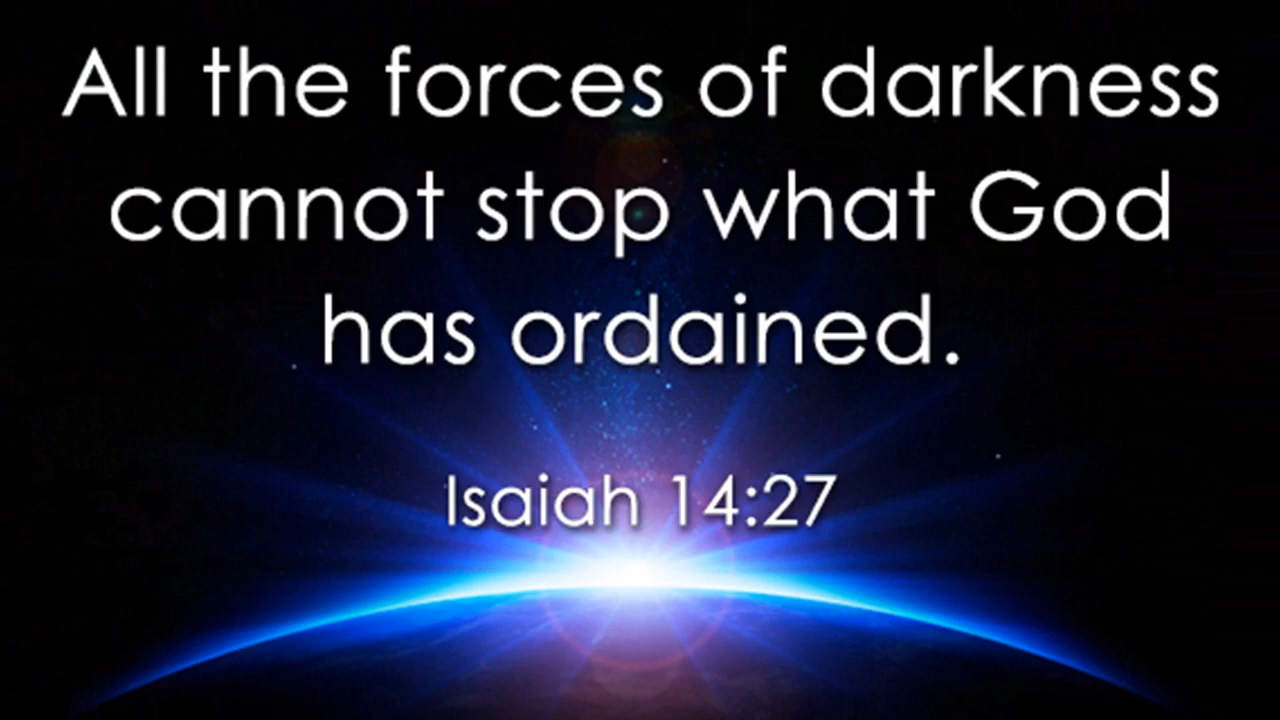 All the forces of darkness
cannot stop what God
has ordained.
Isaiah 14:27